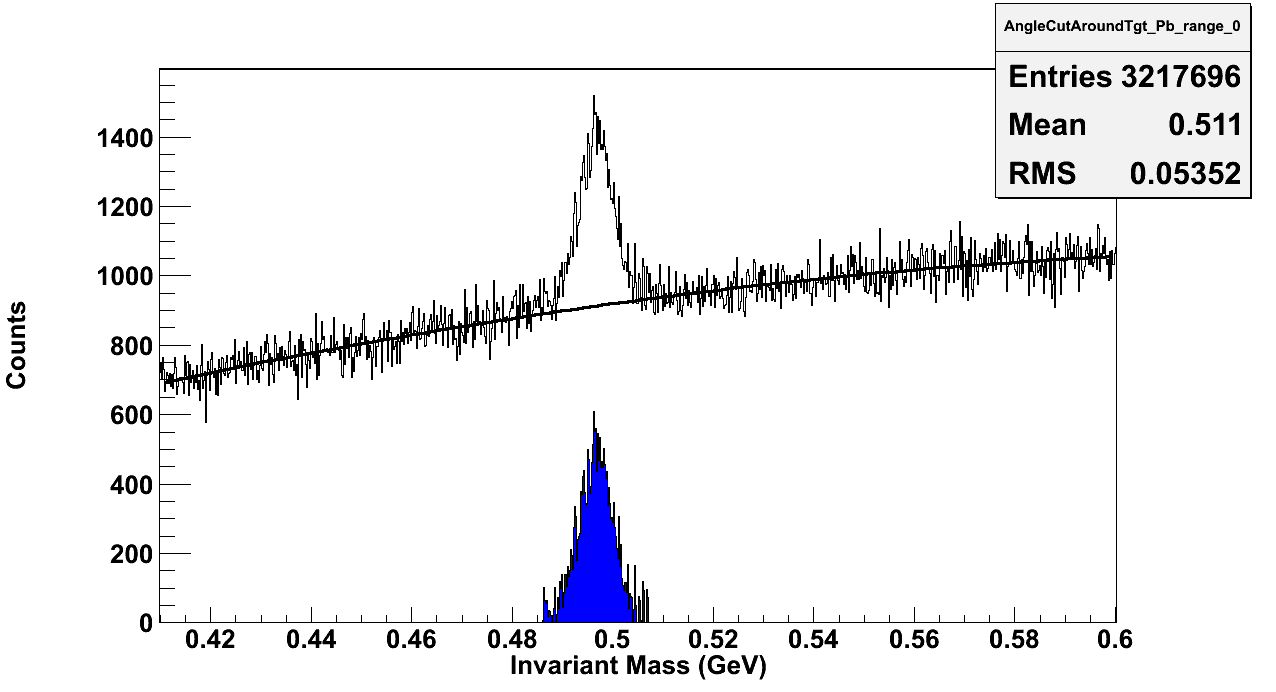 AngleCutAroundTgt_Pb_range_0
Entries 3217696
Mean 0.511
RMS 0.05352
1400
1200
1000
800
600
400
200
0
Counts
0.42 0.44 0.46 0.48 0.5 0.52 0.54 0.56 0.58 0.6
Invariant Mass (GeV)